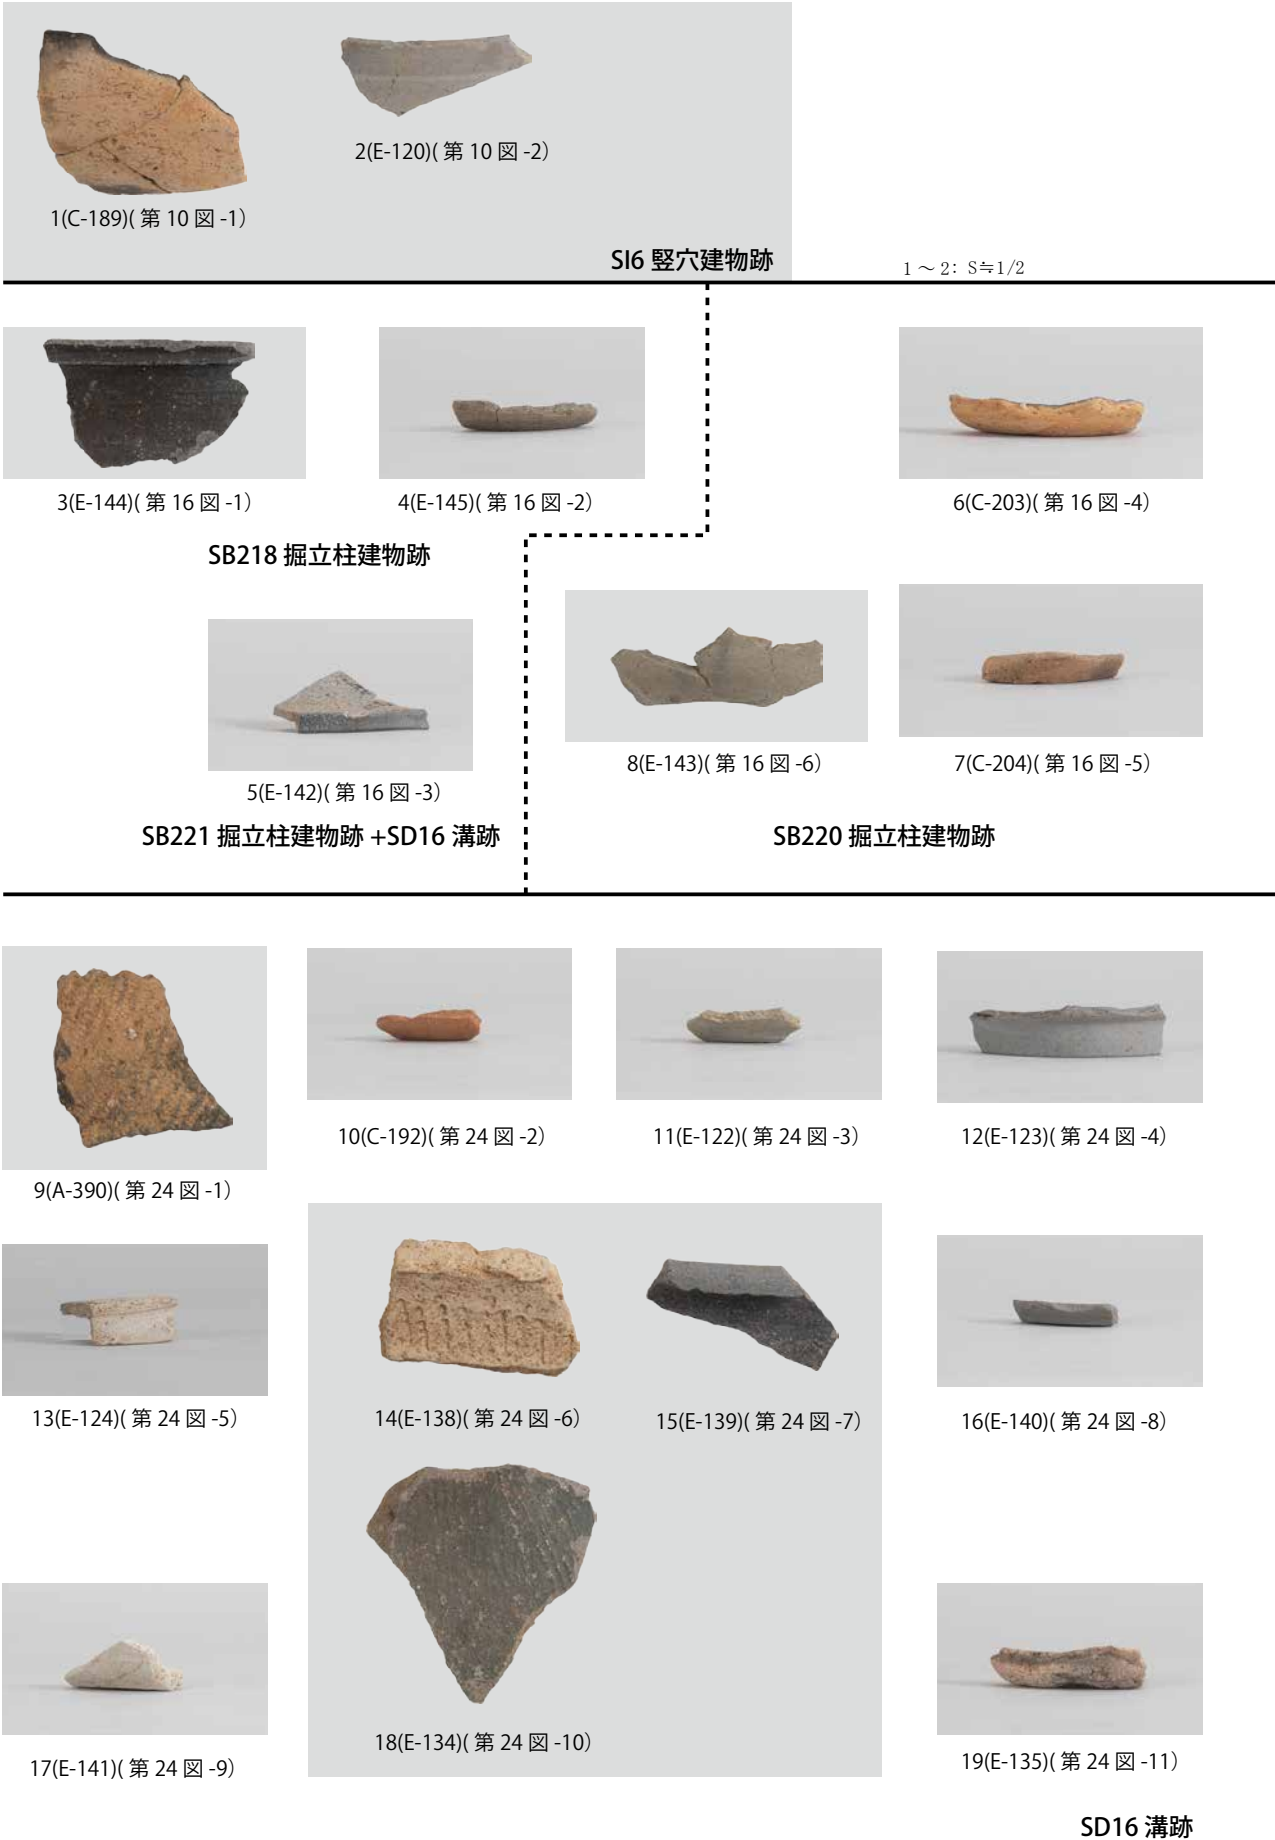 2(E-120)( 第 10 図 -2）
1(C-189)( 第 10 図 -1）
SI6 竪穴建物跡
1 ～ 2：S≒1/2
3(E-144)( 第 16 図 -1）
4(E-145)( 第 16 図 -2）
6(C-203)( 第 16 図 -4）
SB218 掘立柱建物跡
8(E-143)( 第 16 図 -6）
7(C-204)( 第 16 図 -5）
5(E-142)( 第 16 図 -3）
SB221 掘立柱建物跡 +SD16 溝跡
SB220 掘立柱建物跡
10(C-192)( 第 24 図 -2）
11(E-122)( 第 24 図 -3）
12(E-123)( 第 24 図 -4）
9(A-390)( 第 24 図 -1）
13(E-124)( 第 24 図 -5）
14(E-138)( 第 24 図 -6）
15(E-139)( 第 24 図 -7）
16(E-140)( 第 24 図 -8）
17(E-141)( 第 24 図 -9）
18(E-134)( 第 24 図 -10）
19(E-135)( 第 24 図 -11）
SD16 溝跡